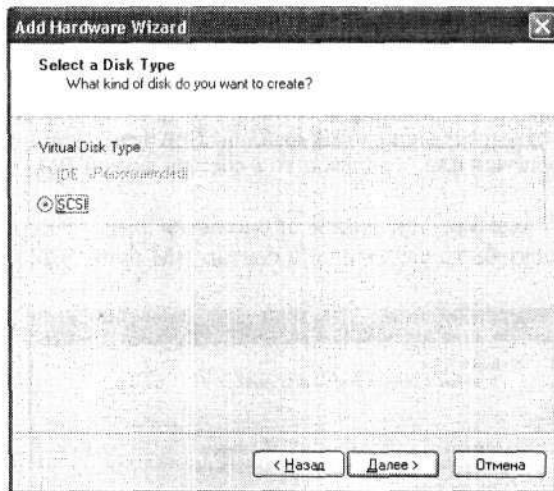 Add Hardware Wizard
Select a Disk Type
What kind of disk do you want to create?
Virtual Disk Type
IDE (Recommended)
SCSI
< Назад
Далее >
Отмена